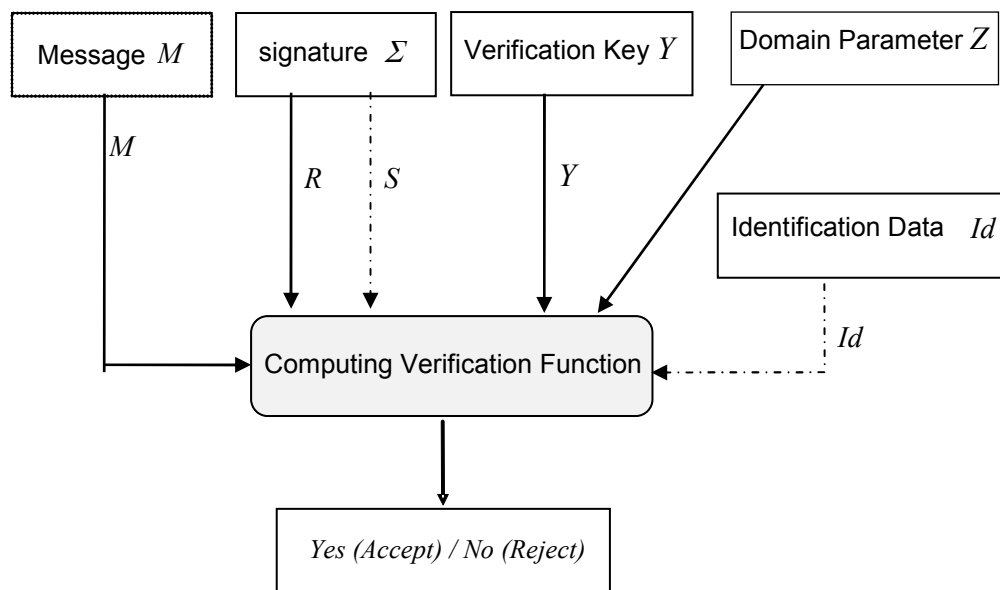 Message M
signature Σ
Verification Key Y
Domain Parameter Z
M
R
S
Y
Identification Data Id
Id
Computing Verification Function
Yes (Accept) / No (Reject)